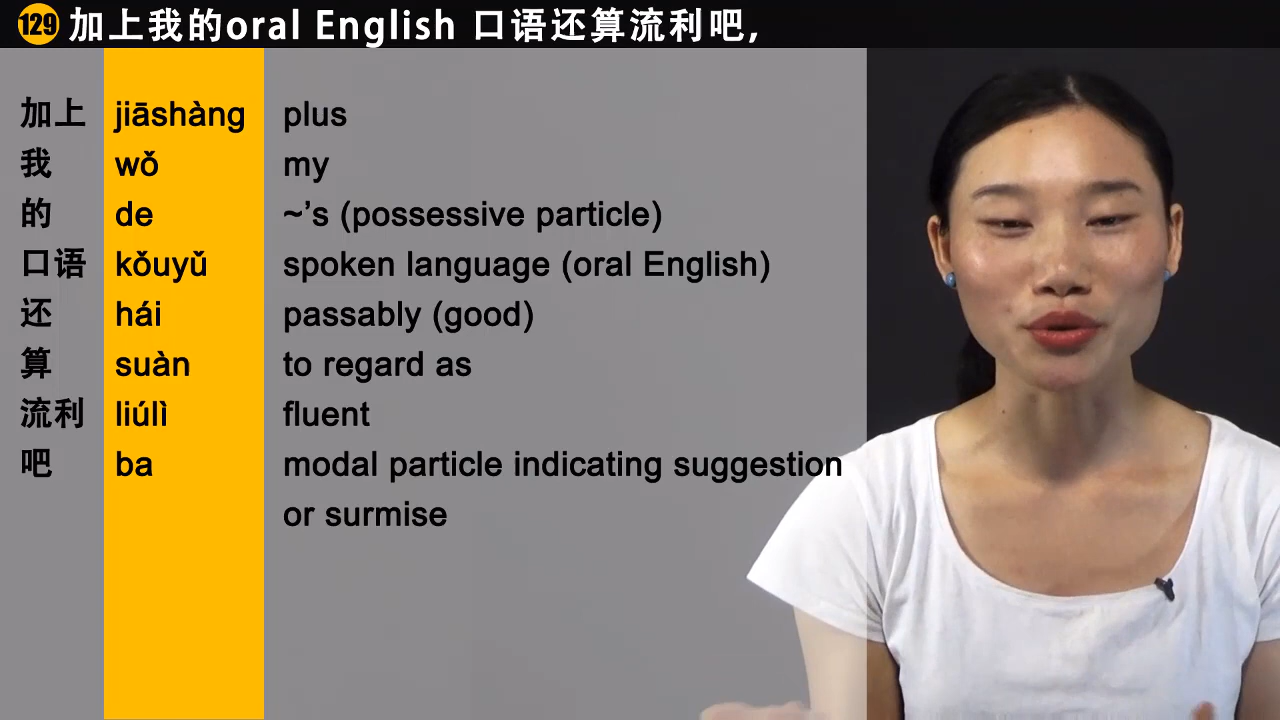 129 加上我的oral English 口语还算流利吧,
加上 jiāshàng plus
我 wǒ my
的 de ~'s (possessive particle)
口语 kǒuyǔ spoken language (oral English)
还 hái passably (good)
算 suàn to regard as
流利 liúlì fluent
吧 ba modal particle indicating suggestion
or surmise